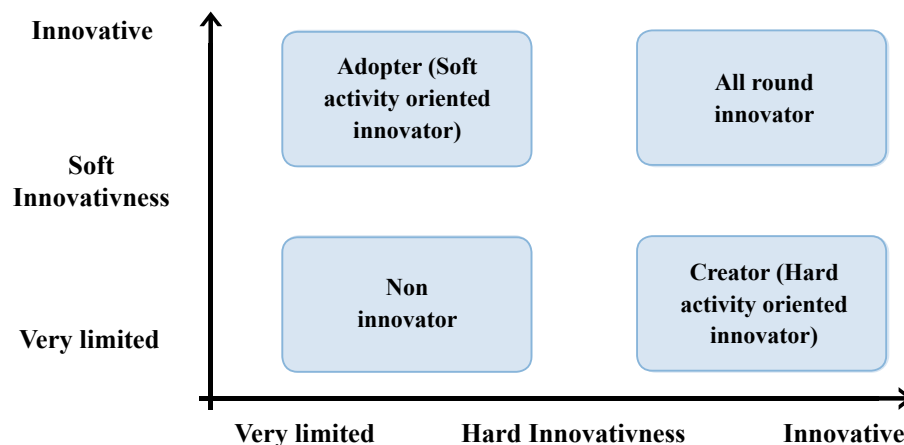 Innovative
Adopter (Soft
activity oriented
innovator)
All round
innovator
Soft
Innovativness
Non
innovator
Creator (Hard
activity oriented
innovator)
Very limited
Very limited
Hard Innovativness
Innovative